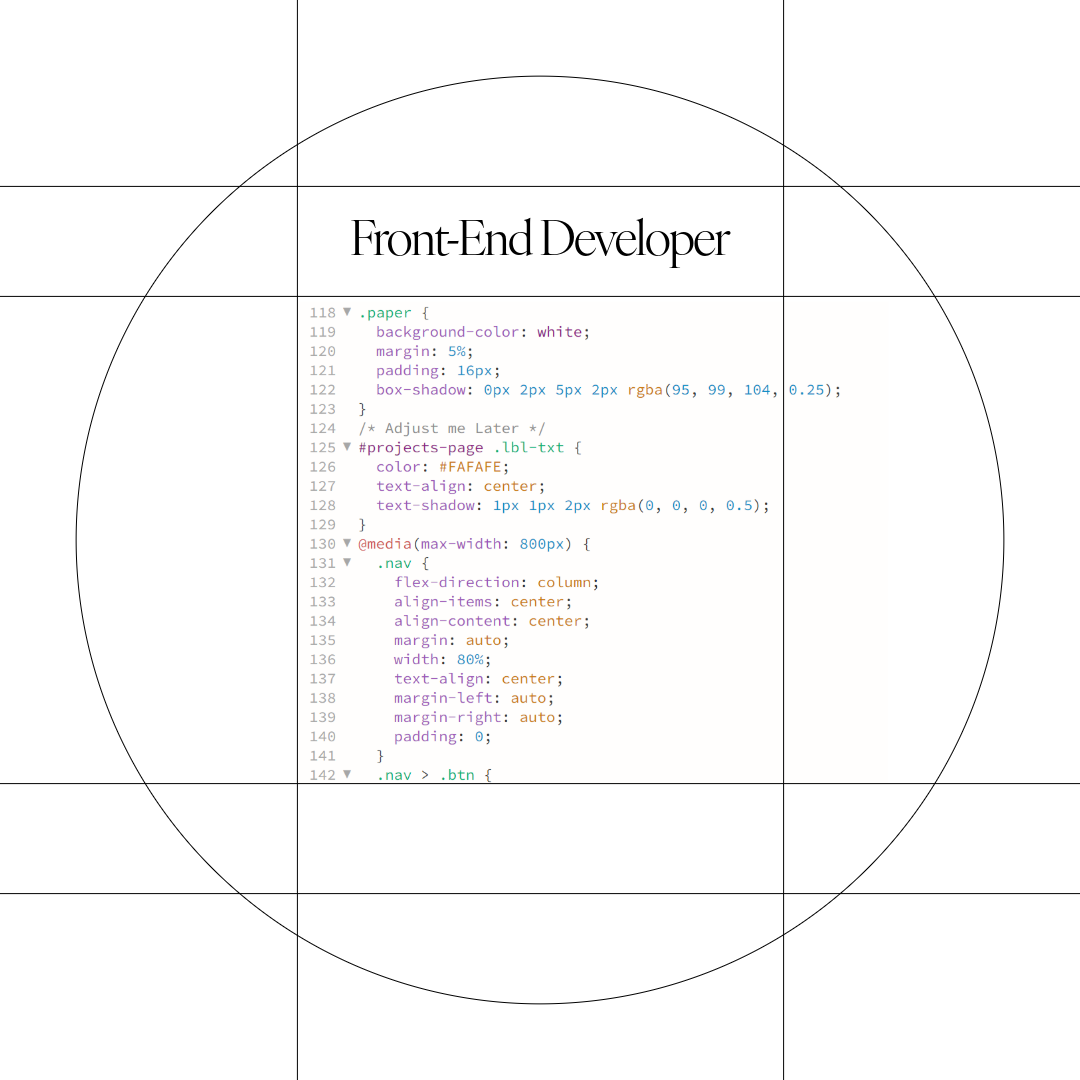 Front-End Developer
118 ▼ .paper {
119 background-color: white;
120 margin: 5%;
121 padding: 16px;
122 box-shadow: 0px 2px 5px 2px rgba(95, 99, 104, 0.25);
123 }
124 /* Adjust me Later */
125 ▼ #projects-page .lbl-txt {
126 color: #FAFAFE;
127 text-align: center;
128 text-shadow: 1px 1px 2px rgba(0, 0, 0, 0.5);
129 }
130 ▼ @media(max-width: 800px) {
131 ▼ .nav {
132 flex-direction: column;
133 align-items: center;
134 align-content: center;
135 margin: auto;
136 width: 80%;
137 text-align: center;
138 margin-left: auto;
139 margin-right: auto;
140 padding: 0;
141 }
142 ▼ .nav > .btn {